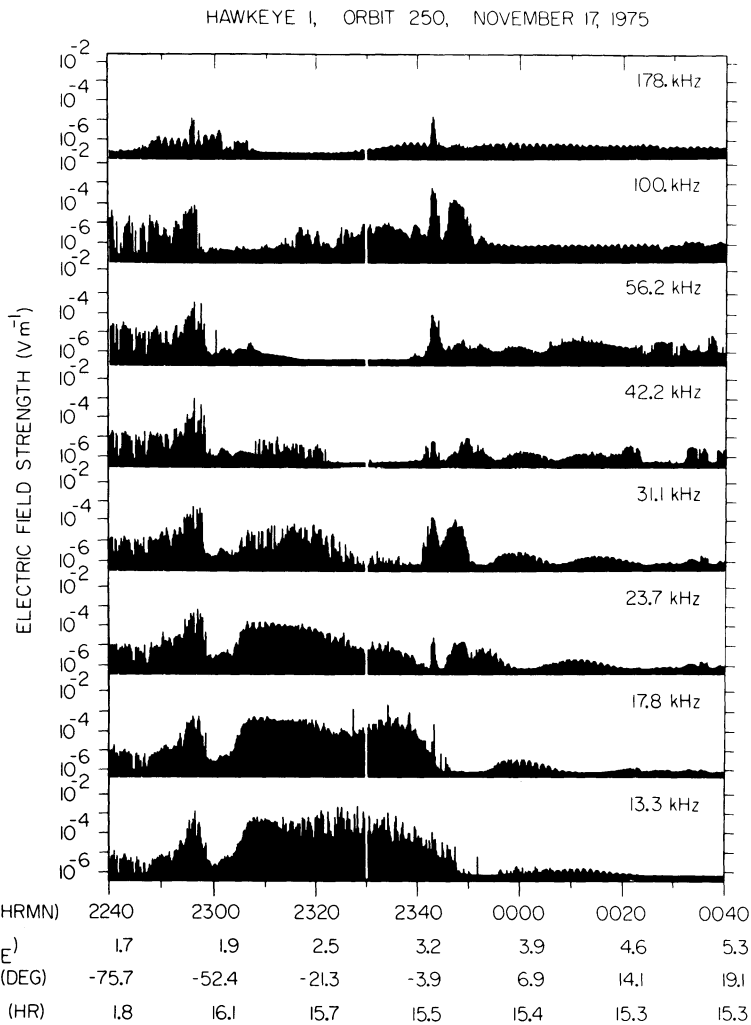 HAWKEYE 1, ORBIT 250, NOVEMBER 17, 1975
ELECTRIC FIELD STRENGTH (Vm⁻¹)
10⁻²
10⁻⁴
10⁻⁶
178. kHz
10⁻²
10⁻⁴
10⁻⁶
100. kHz
10⁻²
10⁻⁴
10⁻⁶
56.2 kHz
10⁻²
10⁻⁴
10⁻⁶
42.2 kHz
10⁻²
10⁻⁴
10⁻⁶
31.1 kHz
10⁻²
10⁻⁴
10⁻⁶
23.7 kHz
10⁻²
10⁻⁴
10⁻⁶
17.8 kHz
10⁻²
10⁻⁴
10⁻⁶
13.3 kHz
HRMN) 2240 2300 2320 2340 0000 0020 0040
E) 1.7 1.9 2.5 3.2 3.9 4.6 5.3
(DEG) -75.7 -52.4 -21.3 -3.9 6.9 14.1 19.1
(HR) 1.8 16.1 15.7 15.5 15.4 15.3 15.3